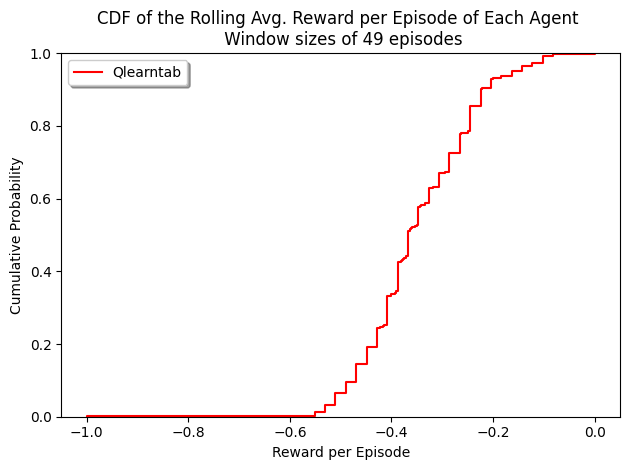 CDF of the Rolling Avg. Reward per Episode of Each Agent
Window sizes of 49 episodes
Qlearntab
Cumulative Probability
1.0
0.8
0.6
0.4
0.2
0.0
−1.0 −0.8 −0.6 −0.4 −0.2 0.0
Reward per Episode